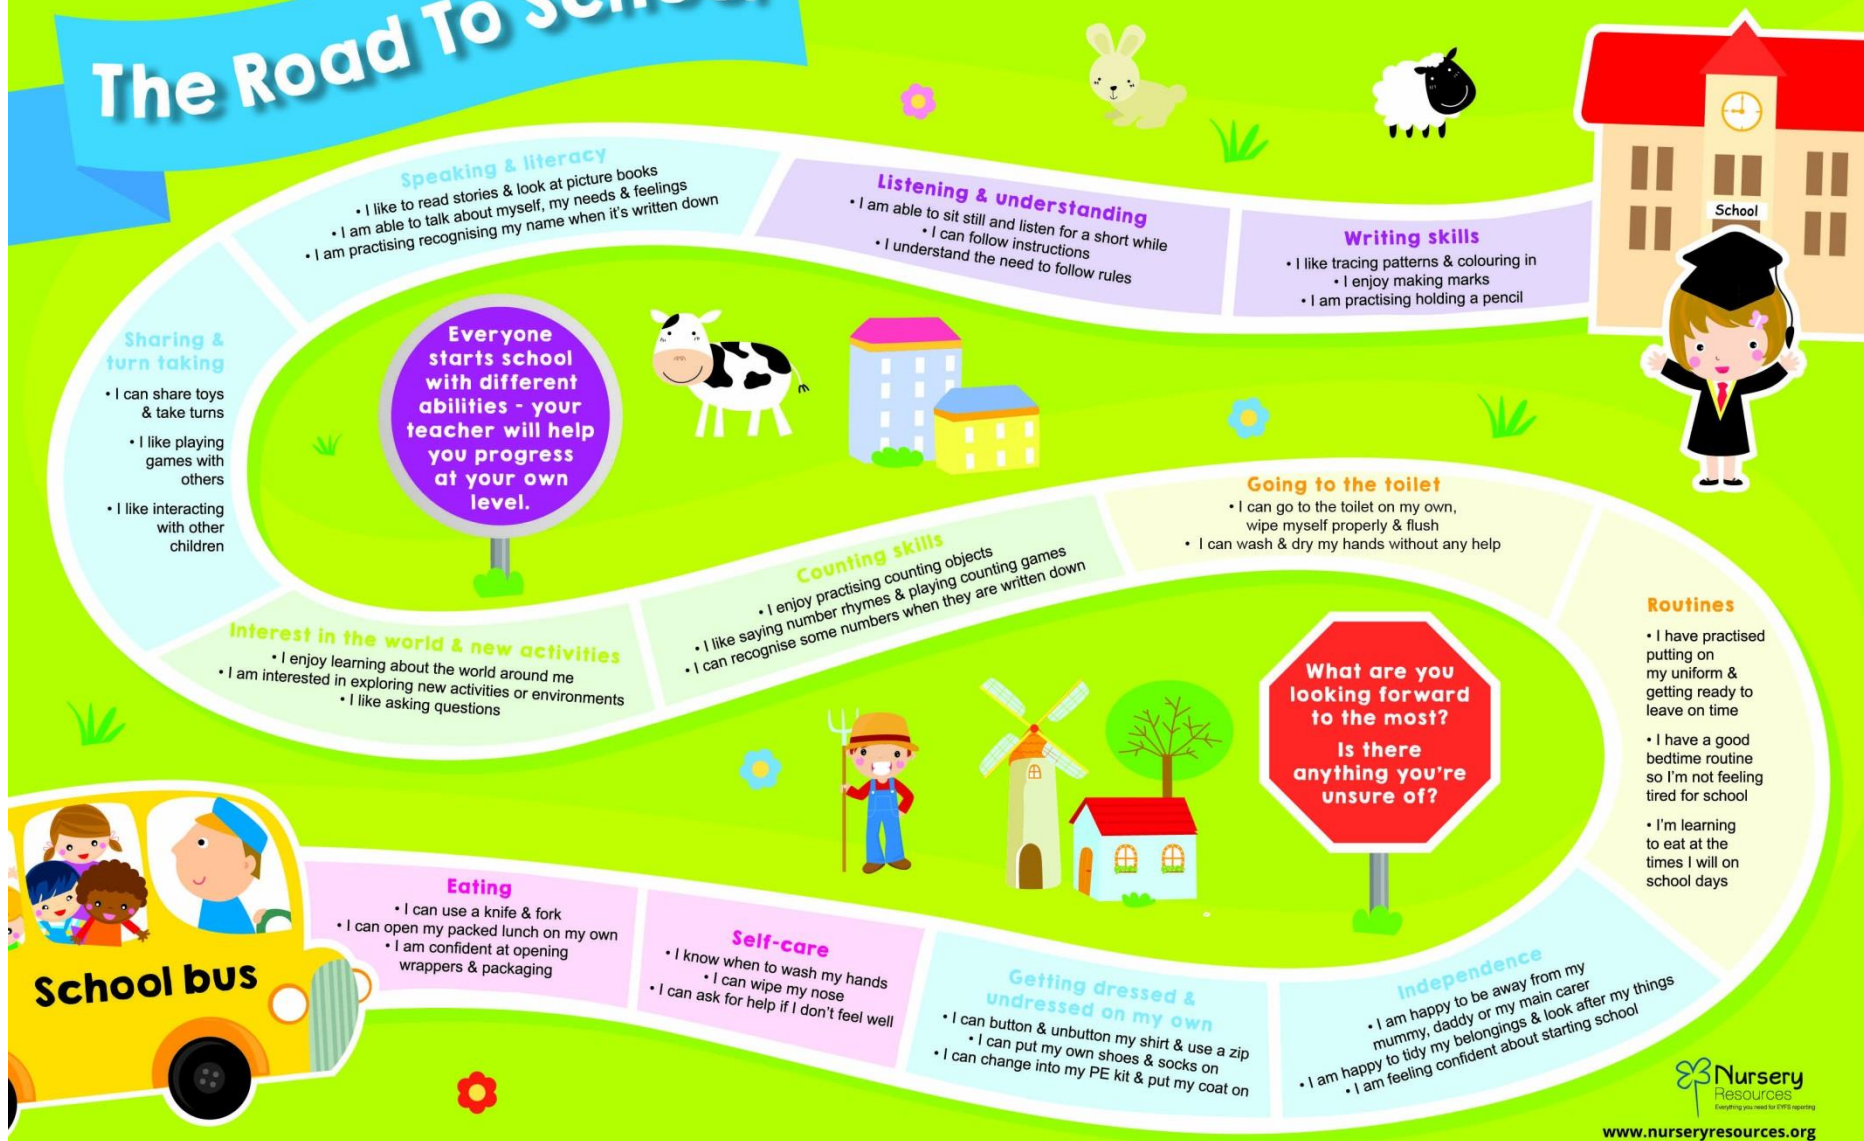 The Road To School
Speaking & literacy
• I like to read stories & look at picture books
• I am able to talk about myself, my needs & feelings
• I am practising recognising my name when it's written down
Listening & understanding
• I am able to sit still and listen for a short while
• I can follow instructions
• I understand the need to follow rules
Writing skills
• I like tracing patterns & colouring in
• I enjoy making marks
• I am practising holding a pencil
School
Sharing &
turn taking
• I can share toys
& take turns
• I like playing
games with
others
• I like interacting
with other
children
Everyone
starts school
with different
abilities - your
teacher will help
you progress
at your own
level.
Interest in the world & new activities
• I enjoy learning about the world around me
• I am interested in exploring new activities or environments
• I like asking questions
Counting skills
• I enjoy practising counting objects
• I like saying number rhymes & playing counting games
• I can recognise some numbers when they are written down
Going to the toilet
• I can go to the toilet on my own,
wipe myself properly & flush
• I can wash & dry my hands without any help
Routines
• I have practised
putting on
my uniform &
getting ready to
leave on time
• I have a good
bedtime routine
so I'm not feeling
tired for school
• I'm learning
to eat at the
times I will on
school days
What are you
looking forward
to the most?
Is there
anything you're
unsure of?
School bus
Eating
• I can use a knife & fork
• I can open my packed lunch on my own
• I am confident at opening
wrappers & packaging
Self-care
• I know when to wash my hands
• I can wipe my nose
• I can ask for help if I don't feel well
Getting dressed &
undressed on my own
• I can button & unbutton my shirt & use a zip
• I can put my own shoes & socks on
• I can change into my PE kit & put my coat on
Independence
• I am happy to be away from my
mummy, daddy or my main carer
• I am happy to tidy my belongings & look after my things
• I am feeling confident about starting school
Nursery
Resources
Everything you need for EYFS reporting
www.nurseryresources.org